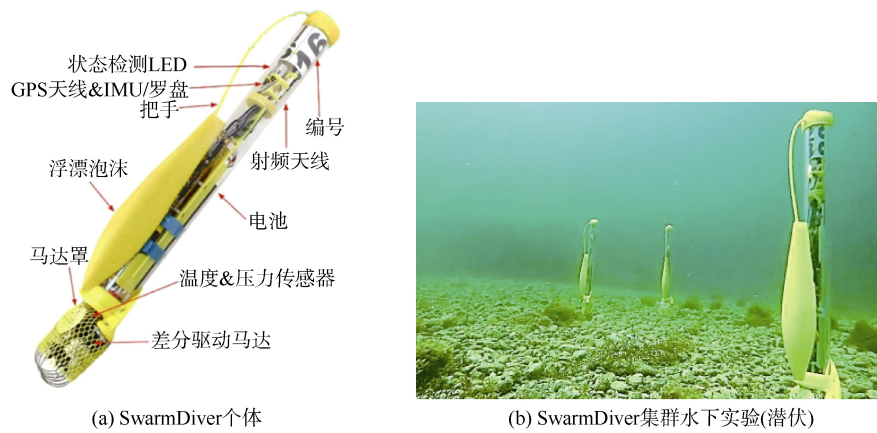 状态检测LED
GPS天线&IMU/罗盘
把手
16
编号
射频天线
浮漂泡沫
电池
马达罩
温度&压力传感器
差分驱动马达
(a) SwarmDiver个体
(b) SwarmDiver集群水下实验(潜伏)